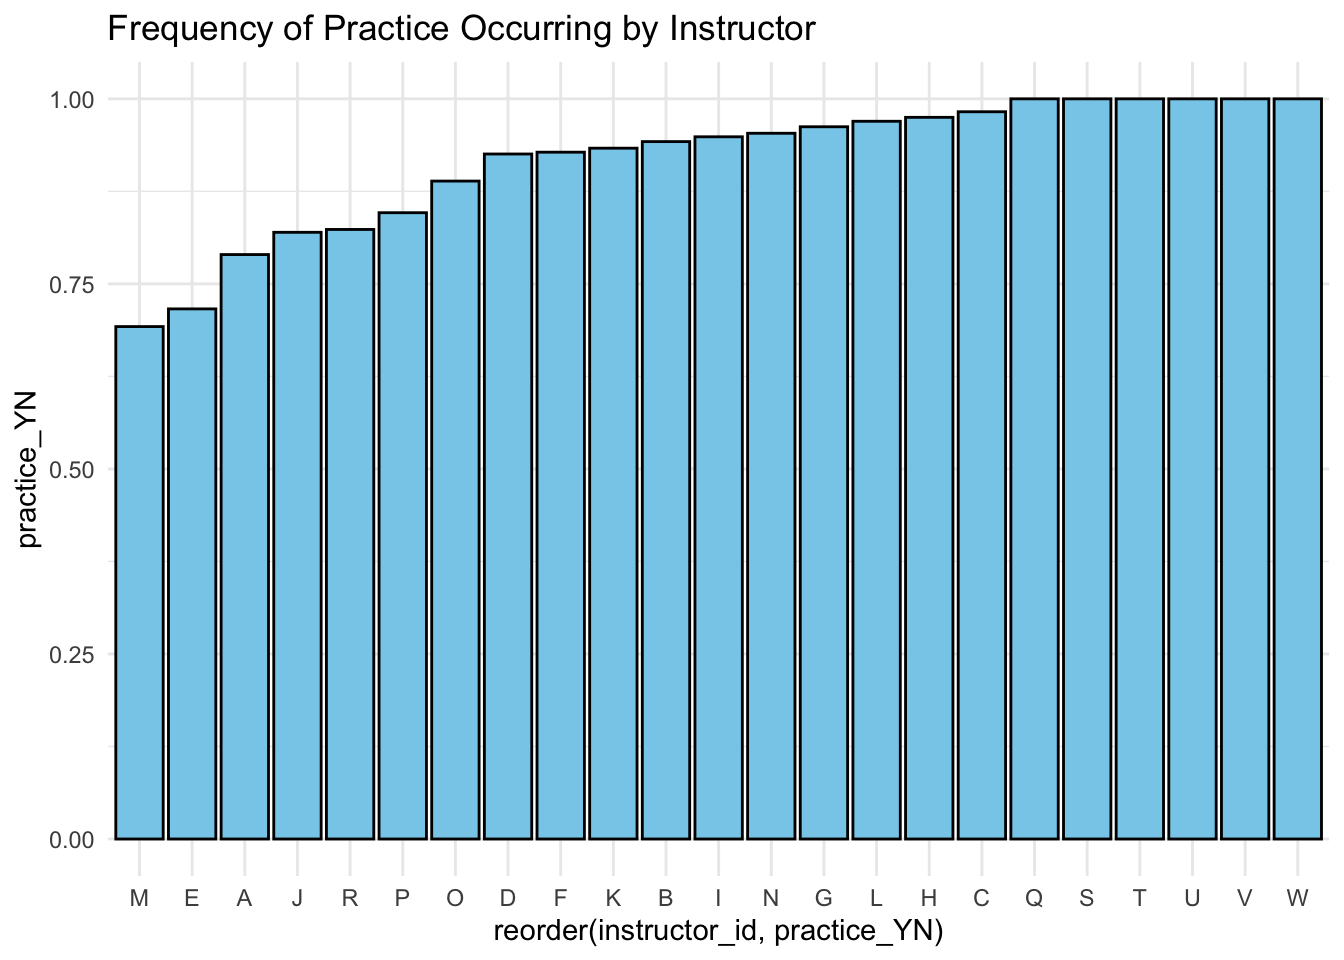 Frequency of Practice Occurring by Instructor
1.00
0.75
0.50
0.25
0.00
practice_YN
M E A J R P O D F K B I N G L H C Q S T U V W
reorder(instructor_id, practice_YN)